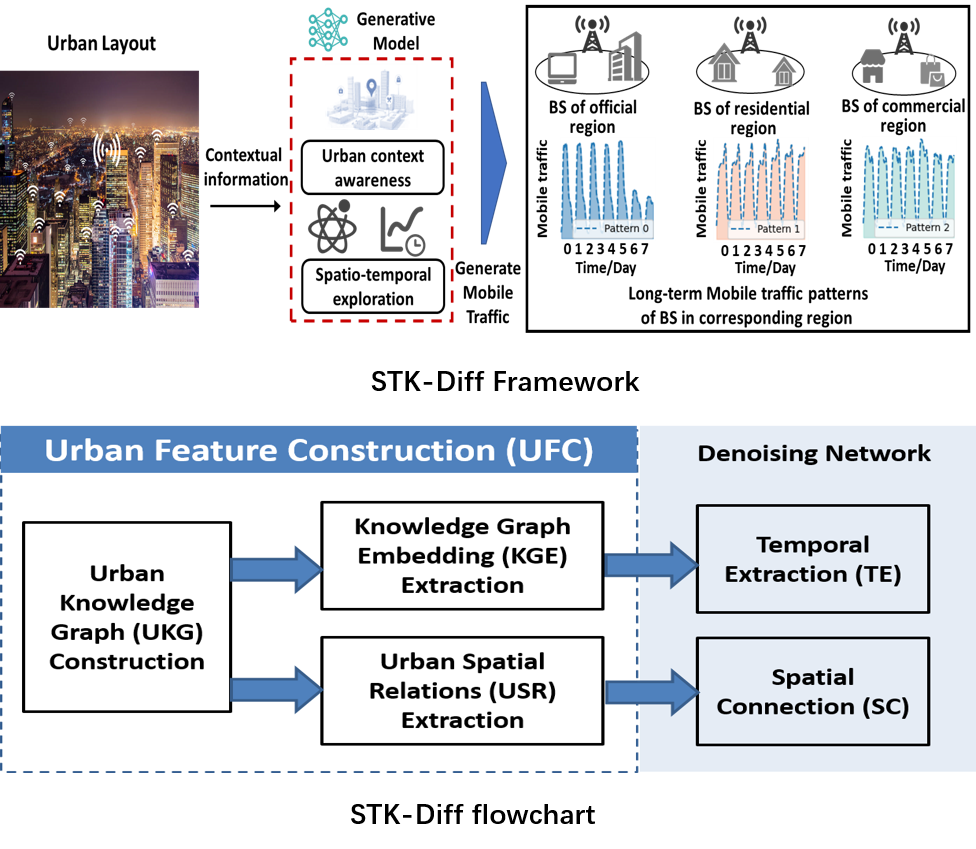 Urban Layout
Contextual
information
Generative
Model
Urban context
awareness
Spatio-temporal
exploration
Generate
Mobile
Traffic
BS of official
region
Mobile traffic
Pattern 0
0 1 2 3 4 5 6 7
Time/Day
BS of residential
region
Mobile traffic
Pattern 1
0 1 2 3 4 5 6 7
Time/Day
BS of commercial
region
Mobile traffic
Pattern 2
0 1 2 3 4 5 6 7
Time/Day
Long-term Mobile traffic patterns
of BS in corresponding region
STK-Diff Framework
Urban Feature Construction (UFC)
Urban
Knowledge
Graph (UKG)
Construction
Knowledge Graph
Embedding (KGE)
Extraction
Urban Spatial
Relations (USR)
Extraction
Denoising Network
Temporal
Extraction (TE)
Spatial
Connection (SC)
STK-Diff flowchart